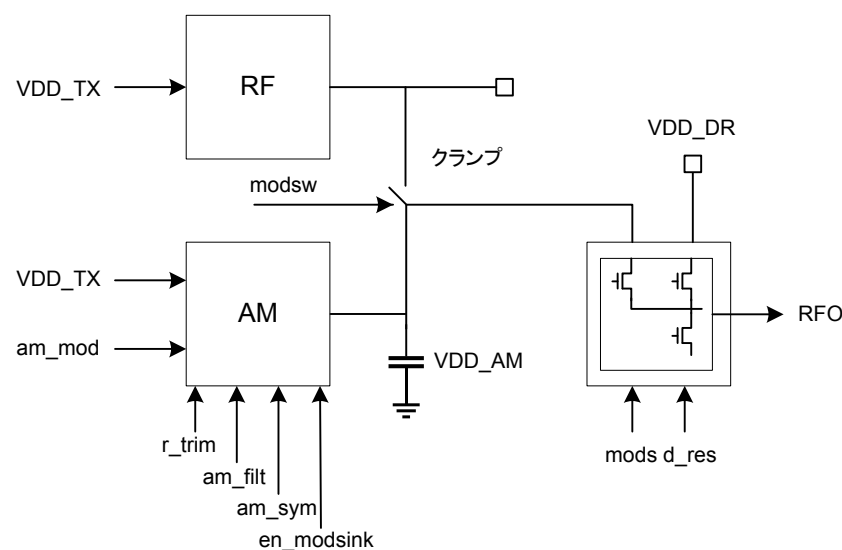 VDD_TX
RF
VDD_DR
クランプ
modsw
VDD_TX
AM
RFO
am_mod
VDD_AM
r_trim
mods d_res
am_filt
am_sym
en_modsink